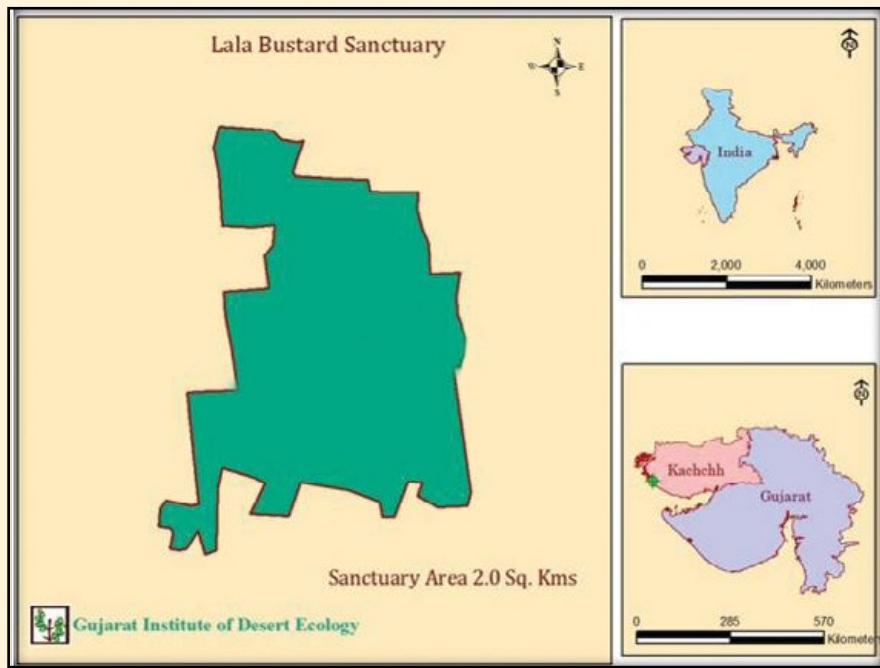 Lala Bustard Sanctuary
N
W
E
S
Sanctuary Area 2.0 Sq. Kms
Gujarat Institute of Desert Ecology
N
India
0 2,000 4,000
Kilometers
N
Kachchh
Gujarat
0 285 570
Kilometers